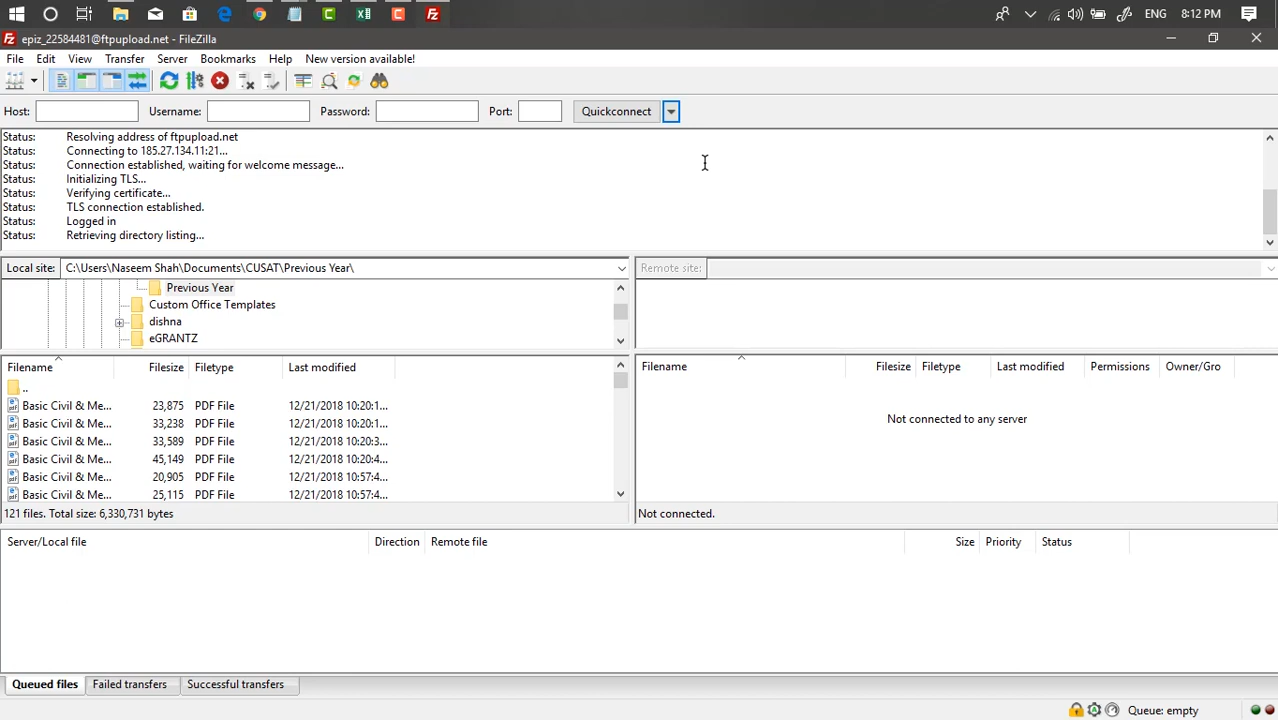 ENG
8:12 PM
epiz_22584481@ftpupload.net - FileZilla
File Edit View Transfer Server Bookmarks Help New version available!
Host: Username: Password: Port: Quickconnect
Status: Resolving address of ftpupload.net
Status: Connecting to 185.27.134.11:21...
Status: Connection established, waiting for welcome message...
Status: Initializing TLS...
Status: Verifying certificate...
Status: TLS connection established.
Status: Logged in
Status: Retrieving directory listing...
Local site: C:\Users\Naseem Shah\Documents\CUSAT\Previous Year\
Remote site:
Previous Year
Custom Office Templates
dishna
eGRANTZ
Filename Filesize Filetype Last modified
..
Basic Civil & Me... 23,875 PDF File 12/21/2018 10:20:1...
Basic Civil & Me... 33,238 PDF File 12/21/2018 10:20:1...
Basic Civil & Me... 33,589 PDF File 12/21/2018 10:20:3...
Basic Civil & Me... 45,149 PDF File 12/21/2018 10:20:4...
Basic Civil & Me... 20,905 PDF File 12/21/2018 10:57:4...
Basic Civil & Me... 25,115 PDF File 12/21/2018 10:57:4...
121 files. Total size: 6,330,731 bytes
Filename Filesize Filetype Last modified Permissions Owner/Gro
Not connected to any server
Not connected.
Server/Local file Direction Remote file Size Priority Status
Queued files Failed transfers Successful transfers
Queue: empty